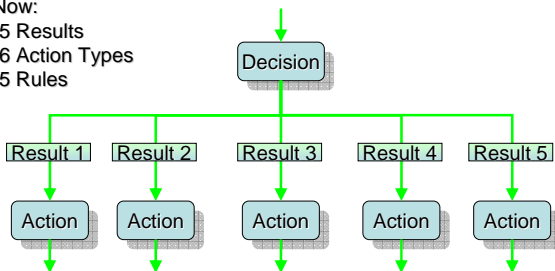 Now:
5 Results
6 Action Types
5 Rules
Decision
Result 1 Result 2 Result 3 Result 4 Result 5
Action Action Action Action Action